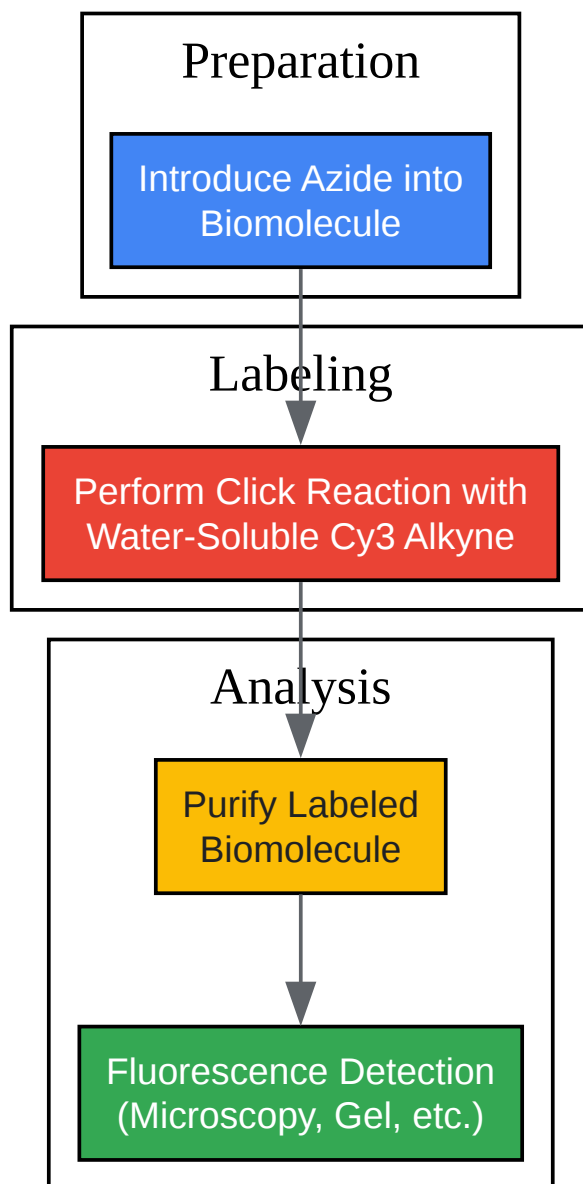 Preparation
Introduce Azide into
Biomolecule
Labeling
Perform Click Reaction with
Water-Soluble Cy3 Alkyne
Analysis
Purify Labeled
Biomolecule
Fluorescence Detection
(Microscopy, Gel, etc.)